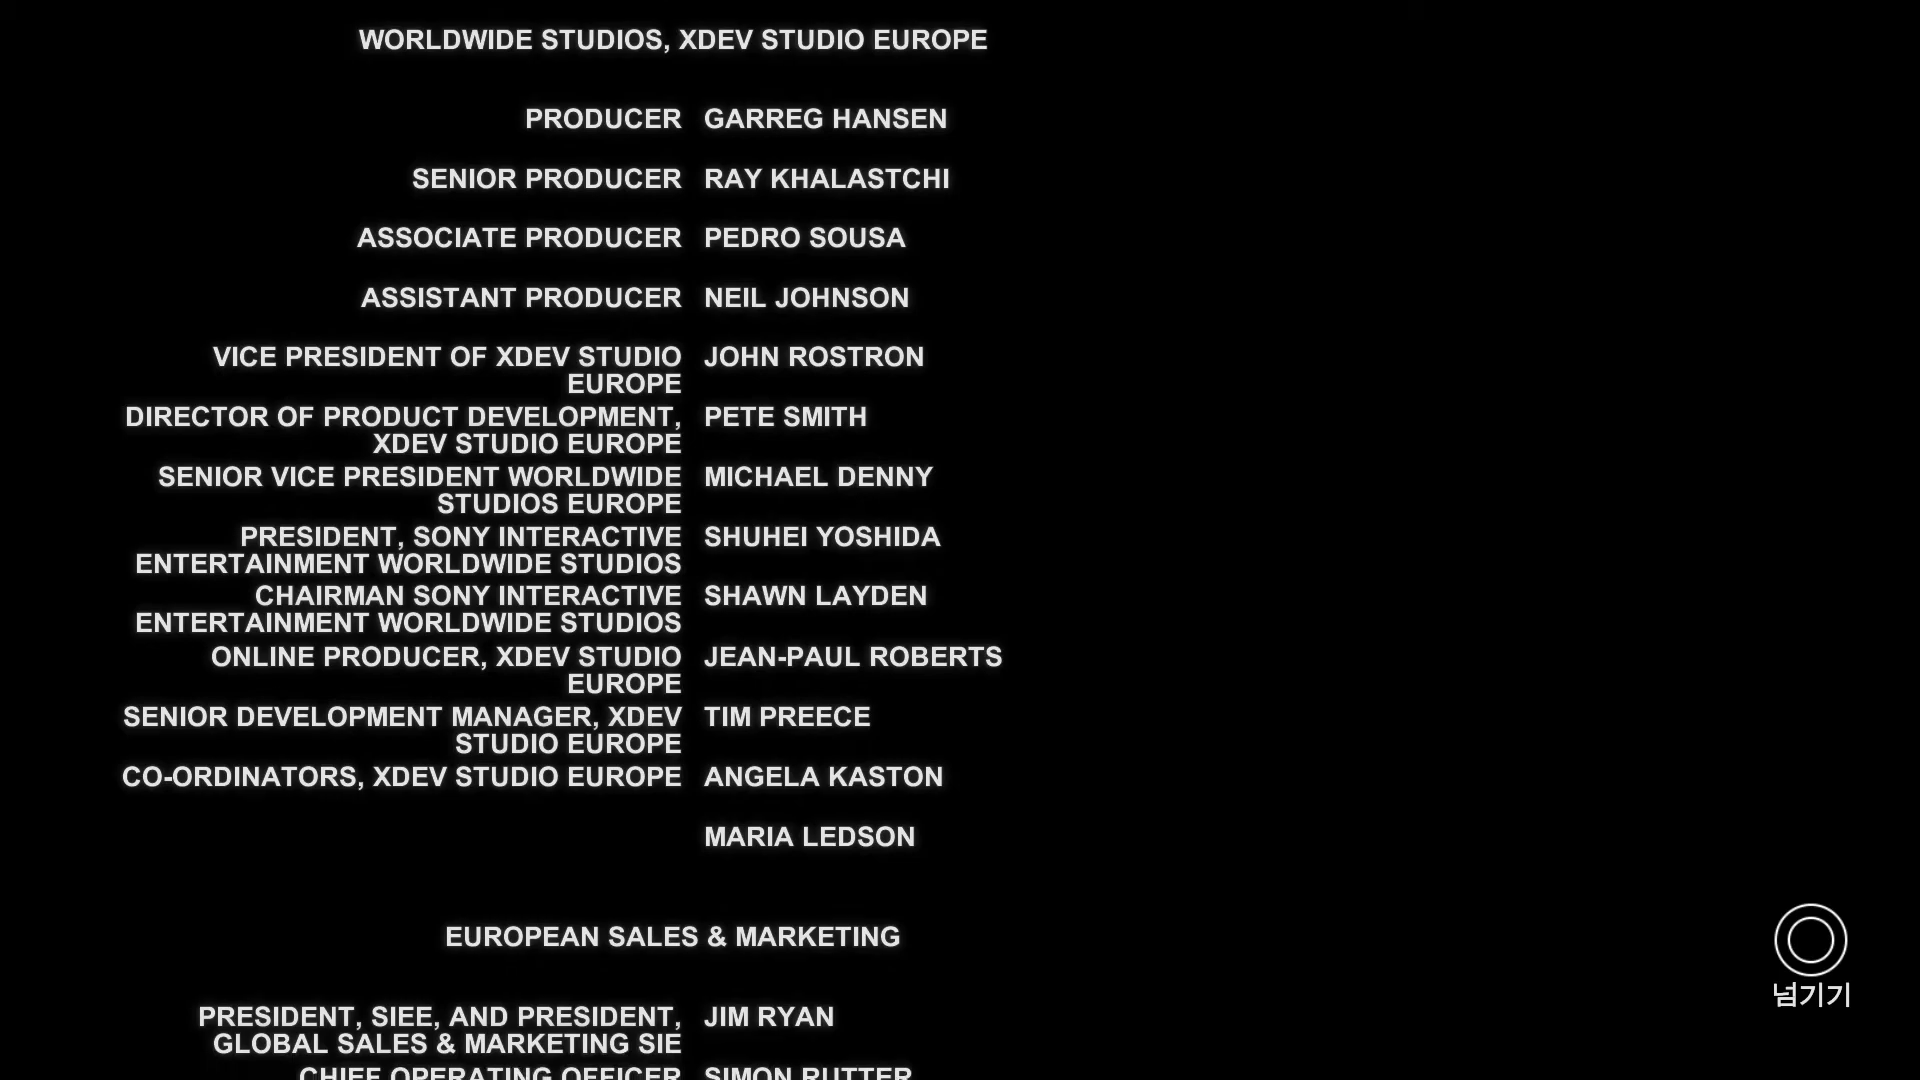 WORLDWIDE STUDIOS, XDEV STUDIO EUROPE
PRODUCER GARREG HANSEN
SENIOR PRODUCER RAY KHALASTCHI
ASSOCIATE PRODUCER PEDRO SOUSA
ASSISTANT PRODUCER NEIL JOHNSON
VICE PRESIDENT OF XDEV STUDIO JOHN ROSTRON
EUROPE
DIRECTOR OF PRODUCT DEVELOPMENT, PETE SMITH
XDEV STUDIO EUROPE
SENIOR VICE PRESIDENT WORLDWIDE MICHAEL DENNY
STUDIOS EUROPE
PRESIDENT, SONY INTERACTIVE SHUHEI YOSHIDA
ENTERTAINMENT WORLDWIDE STUDIOS
CHAIRMAN SONY INTERACTIVE SHAWN LAYDEN
ENTERTAINMENT WORLDWIDE STUDIOS
ONLINE PRODUCER, XDEV STUDIO JEAN-PAUL ROBERTS
EUROPE
SENIOR DEVELOPMENT MANAGER, XDEV TIM PREECE
STUDIO EUROPE
CO-ORDINATORS, XDEV STUDIO EUROPE ANGELA KASTON
MARIA LEDSON
EUROPEAN SALES & MARKETING
PRESIDENT, SIEE, AND PRESIDENT, JIM RYAN
GLOBAL SALES & MARKETING SIE
CHIEF OPERATING OFFICER SIMON RUTTER
넘기기